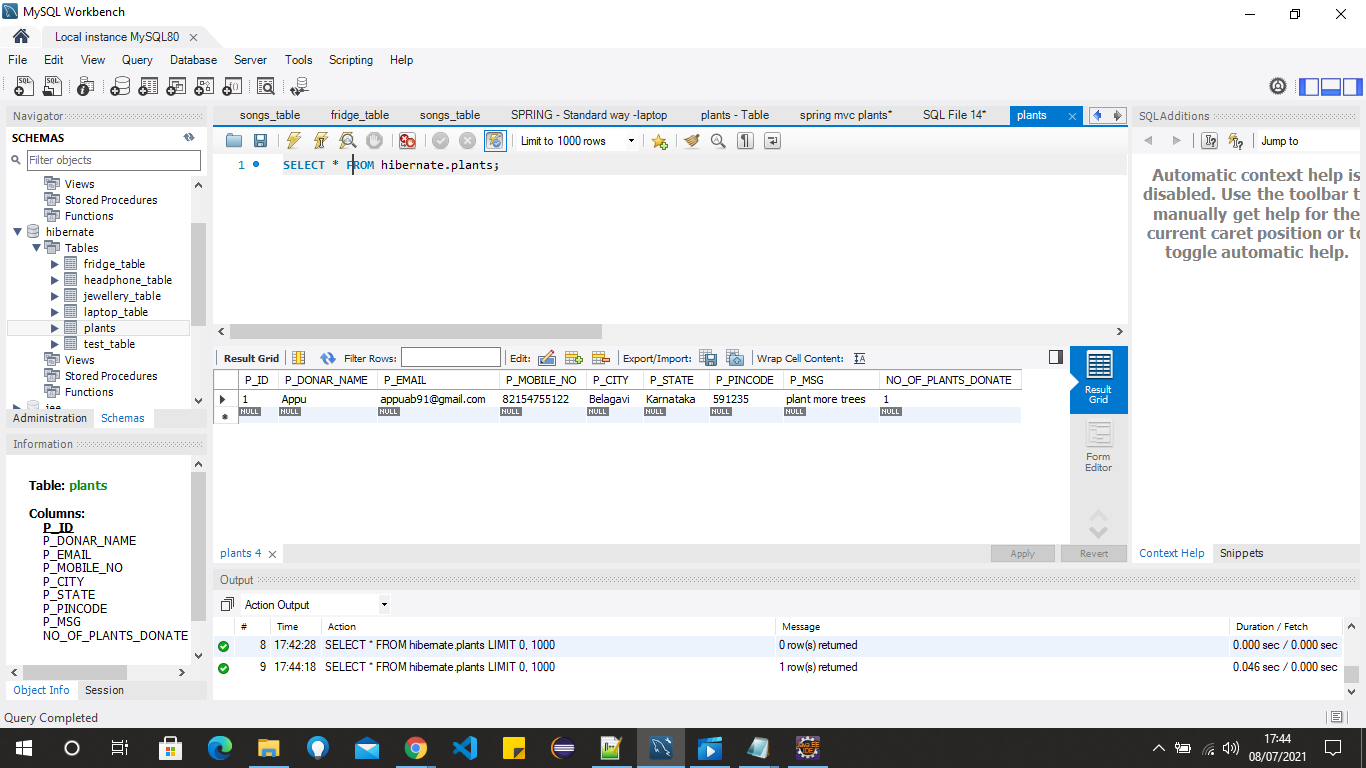 MySQL Workbench
Local instance MySQL80
File Edit View Query Database Server Tools Scripting Help
Navigator
SCHEMAS
Filter objects
Views
Stored Procedures
Functions
hibernate
Tables
fridge_table
headphone_table
jewellery_table
laptop_table
plants
test_table
Views
Stored Procedures
Functions
Administration Schemas
Information
Table: plants
Columns:
P_ID
P_DONAR_NAME
P_EMAIL
P_MOBILE_NO
P_CITY
P_STATE
P_PINCODE
P_MSG
NO_OF_PLANTS_DONATE
Object Info Session
songs_table fridge_table songs_table SPRING - Standard way -laptop plants - Table spring mvc plants* SQL File 14* plants
Limit to 1000 rows
1 SELECT * FROM hibernate.plants;
Result Grid Filter Rows: Edit: Export/Import: Wrap Cell Content:
P_ID P_DONAR_NAME P_EMAIL P_MOBILE_NO P_CITY P_STATE P_PINCODE P_MSG NO_OF_PLANTS_DONATE
1 Appu appuab91@gmail.com 82154755122 Belagavi Karnataka 591235 plant more trees 1
NULL NULL NULL NULL NULL NULL NULL NULL NULL
Result
Grid
Form
Editor
plants 4
Apply Revert
SQLAdditions
Jump to
Automatic context help is
disabled. Use the toolbar t
manually get help for the
current caret position or to
toggle automatic help.
Context Help Snippets
Output
Action Output
# Time Action Message Duration / Fetch
8 17:42:28 SELECT * FROM hibernate.plants LIMIT 0, 1000 0 row(s) returned 0.000 sec / 0.000 sec
9 17:44:18 SELECT * FROM hibernate.plants LIMIT 0, 1000 1 row(s) returned 0.046 sec / 0.000 sec
Query Completed
17:44
08/07/2021